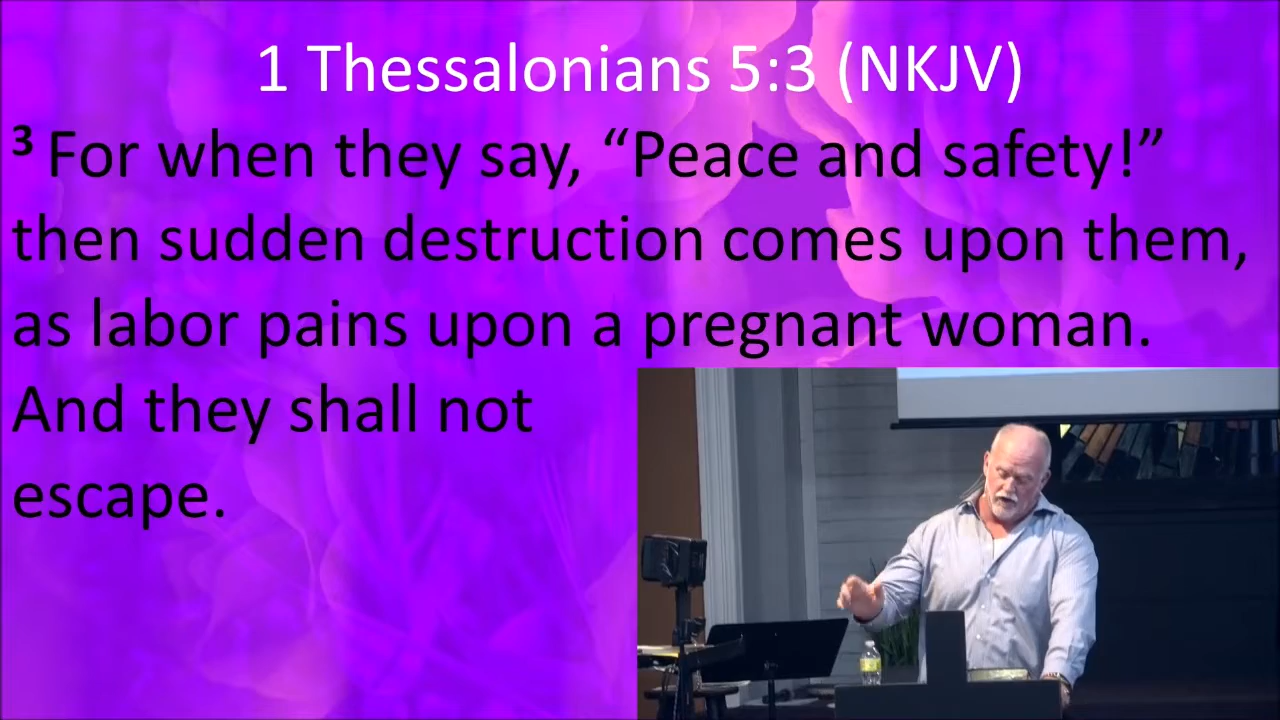 1 Thessalonians 5:3 (NKJV)
3 For when they say, “Peace and safety!”
then sudden destruction comes upon them,
as labor pains upon a pregnant woman.
And they shall not
escape.